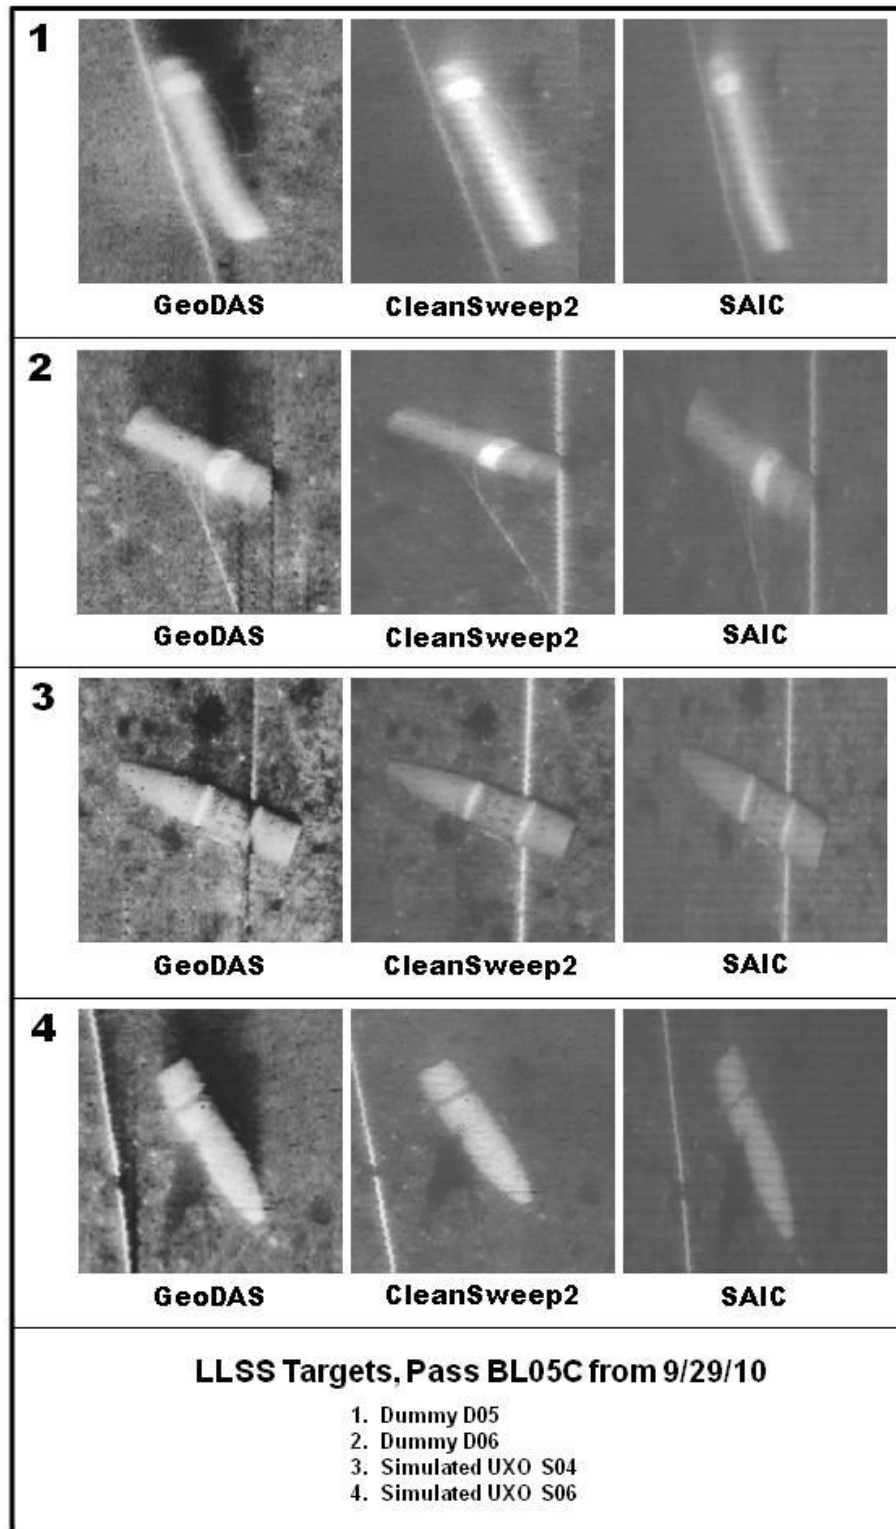 1
GeoDAS CleanSweep2 SAIC
2
GeoDAS CleanSweep2 SAIC
3
GeoDAS CleanSweep2 SAIC
4
GeoDAS CleanSweep2 SAIC
LLSS Targets, Pass BL05C from 9/29/10
1. Dummy D05
2. Dummy D06
3. Simulated UXO S04
4. Simulated UXO S06